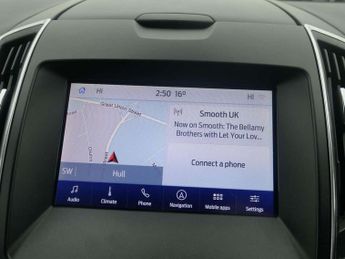 HI 2:50 16° HI
Great Union Street
Smooth UK
Now on Smooth: The Bellamy
Brothers with Let Your Lov...
Connect a phone
SW Hull
Audio Climate Phone Navigation Mobile apps Settings